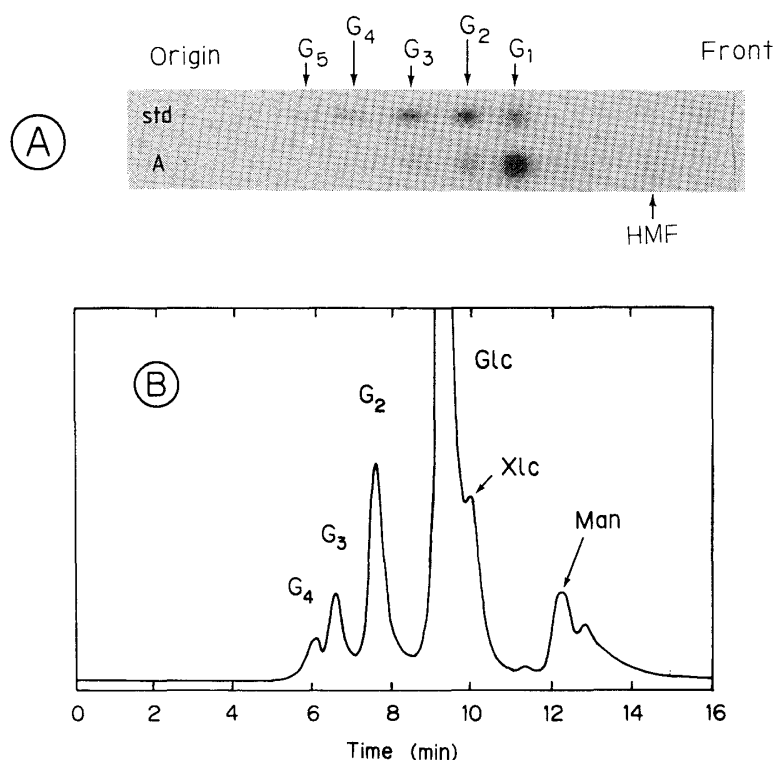 Origin G5 G4 G3 G2 G1 Front
A
std
A
HMF
B
Glc
G2
Xlc
Man
G3
G4
0 2 4 6 8 10 12 14 16
Time (min)